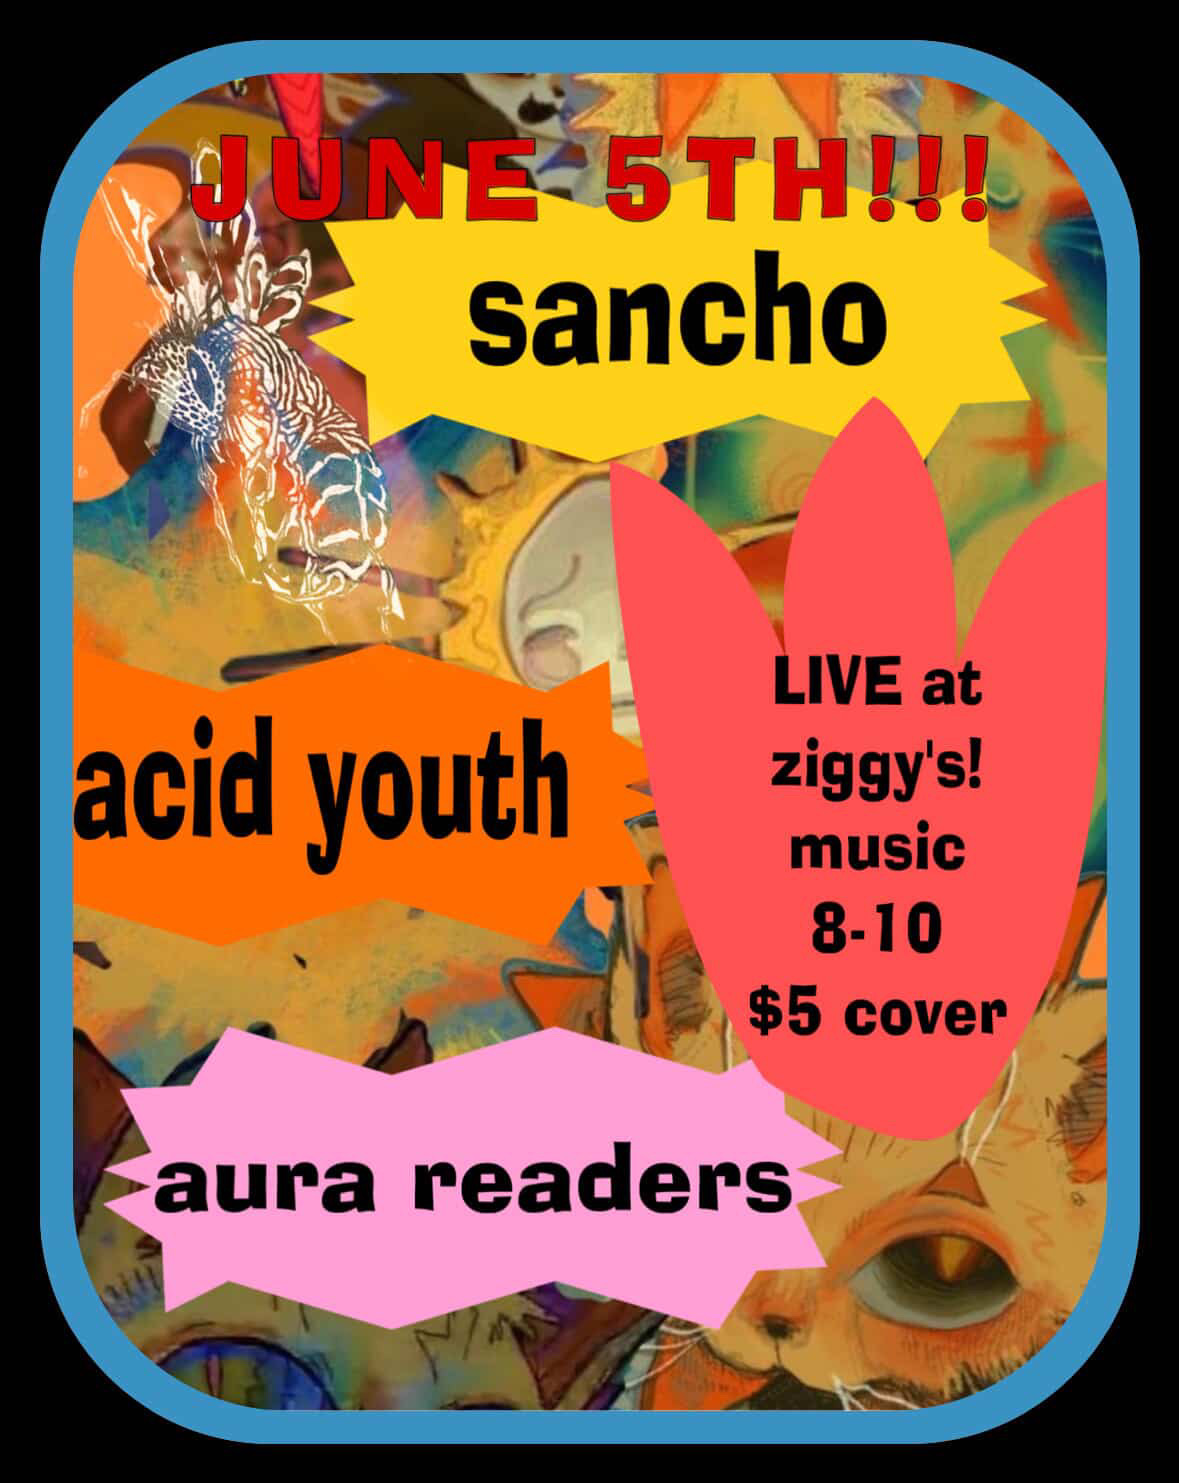 JUNE 5TH!!!
sancho
acid youth
LIVE at
ziggy's!
music
8-10
$5 cover
aura readers